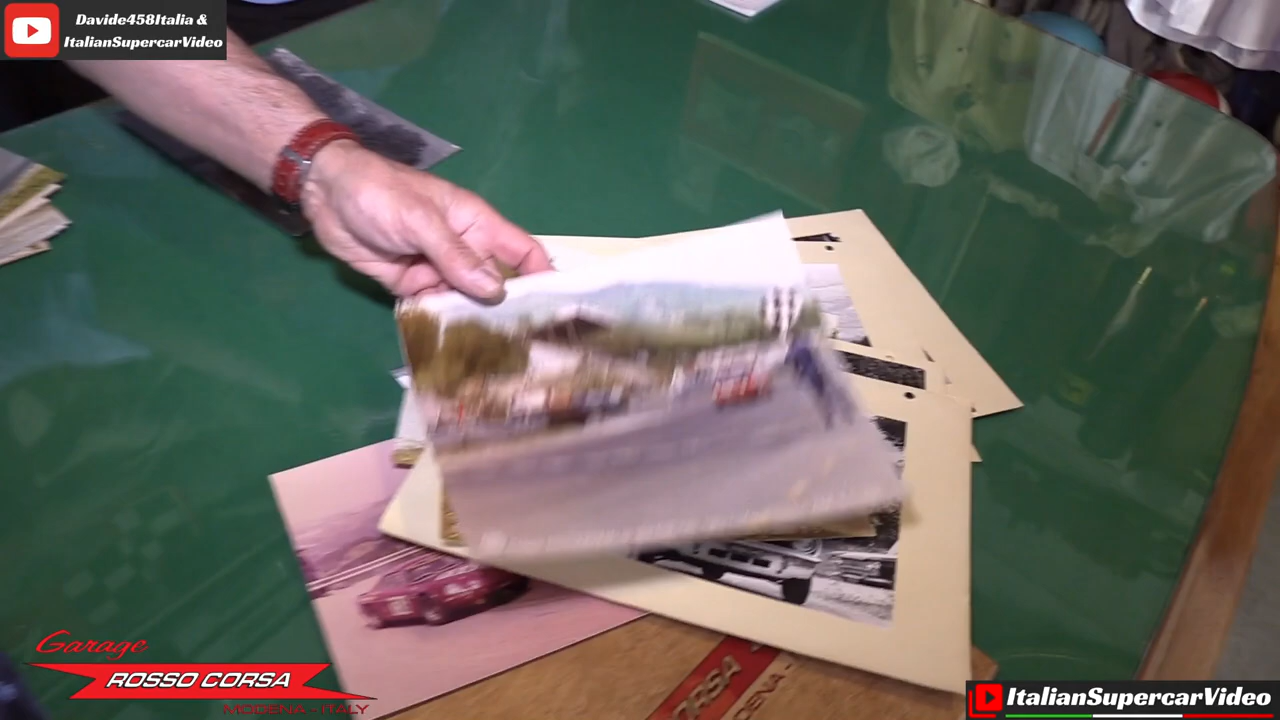 Davide458Italia &
ItalianSupercarVideo
Garage
ROSSO CORSA
MODENA - ITALY
ItalianSupercarVideo